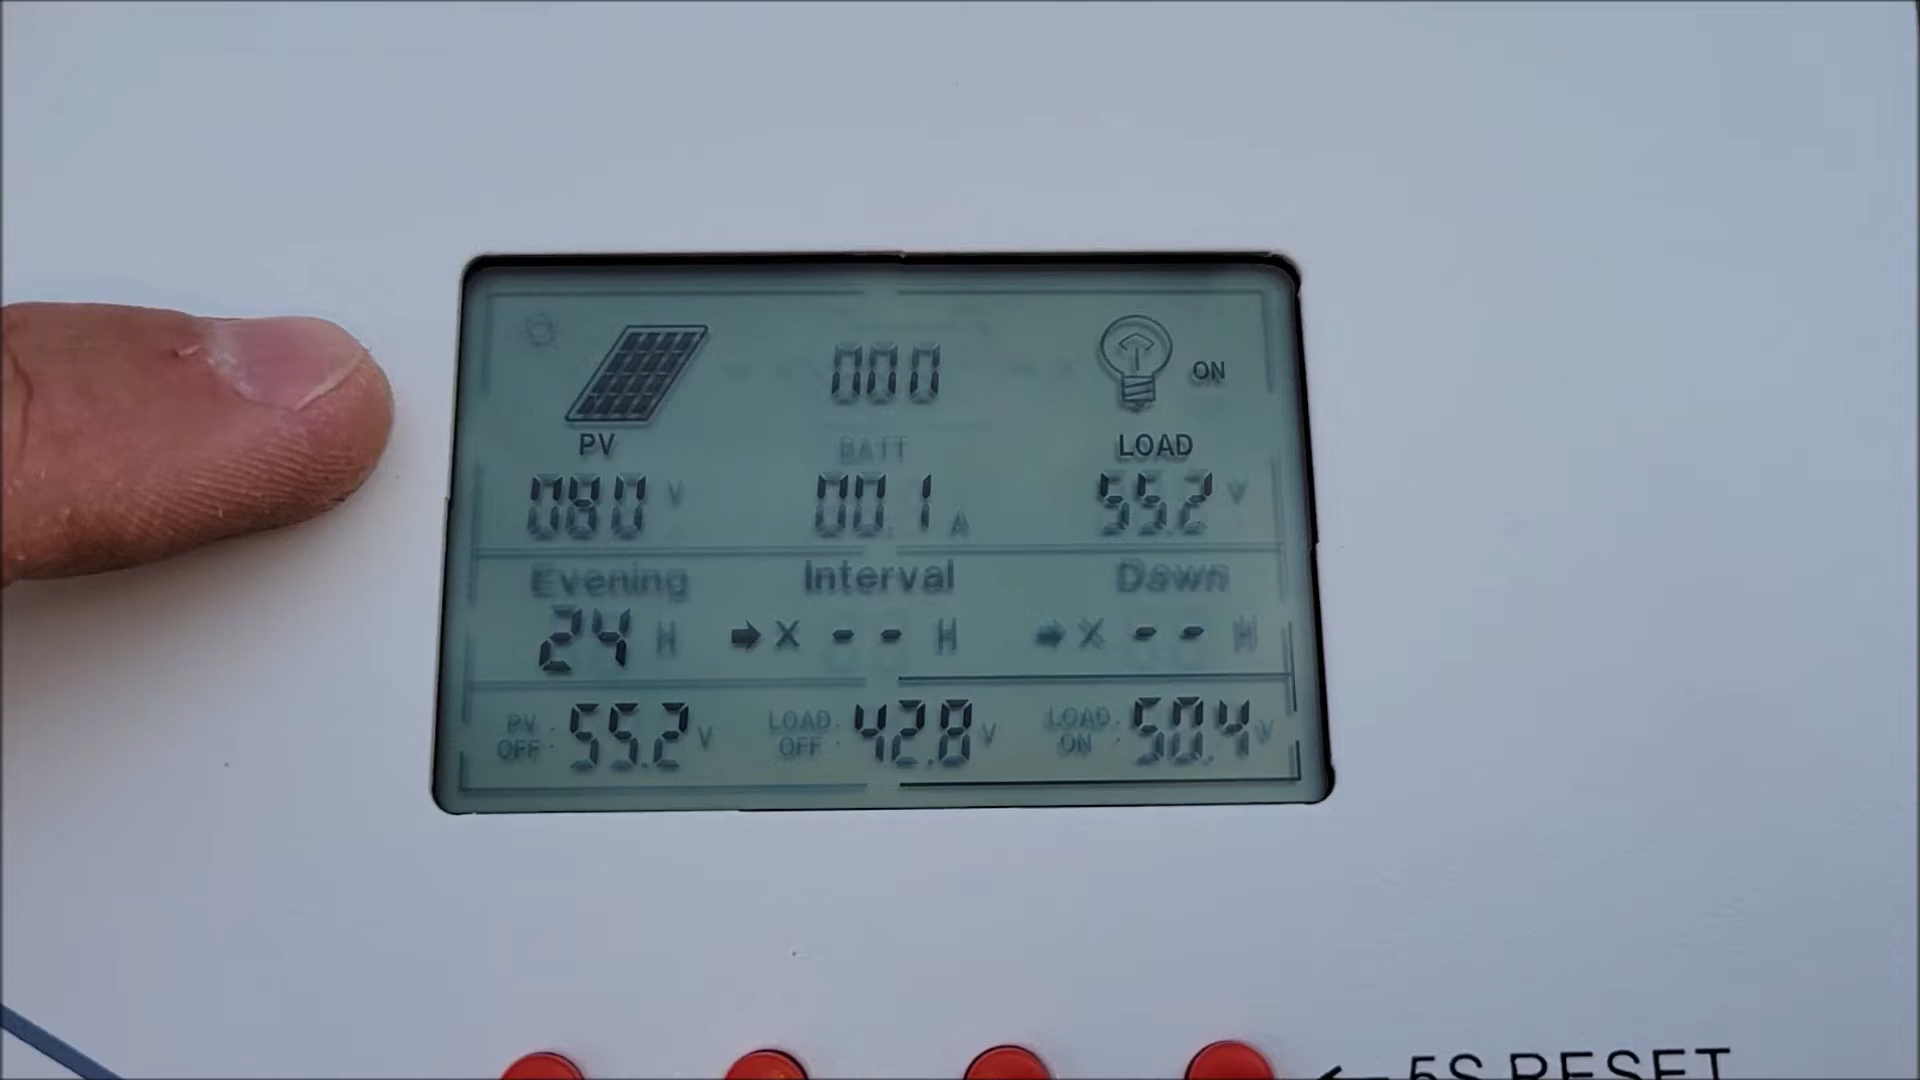 000 ON
PV BATT LOAD
080 V 00.1 A 55.2 V
Evening Interval Dawn
24 H X -- H X -- H
PV OFF 55.2 V LOAD OFF 42.8 V LOAD ON 50.4 V
← 5S RESET